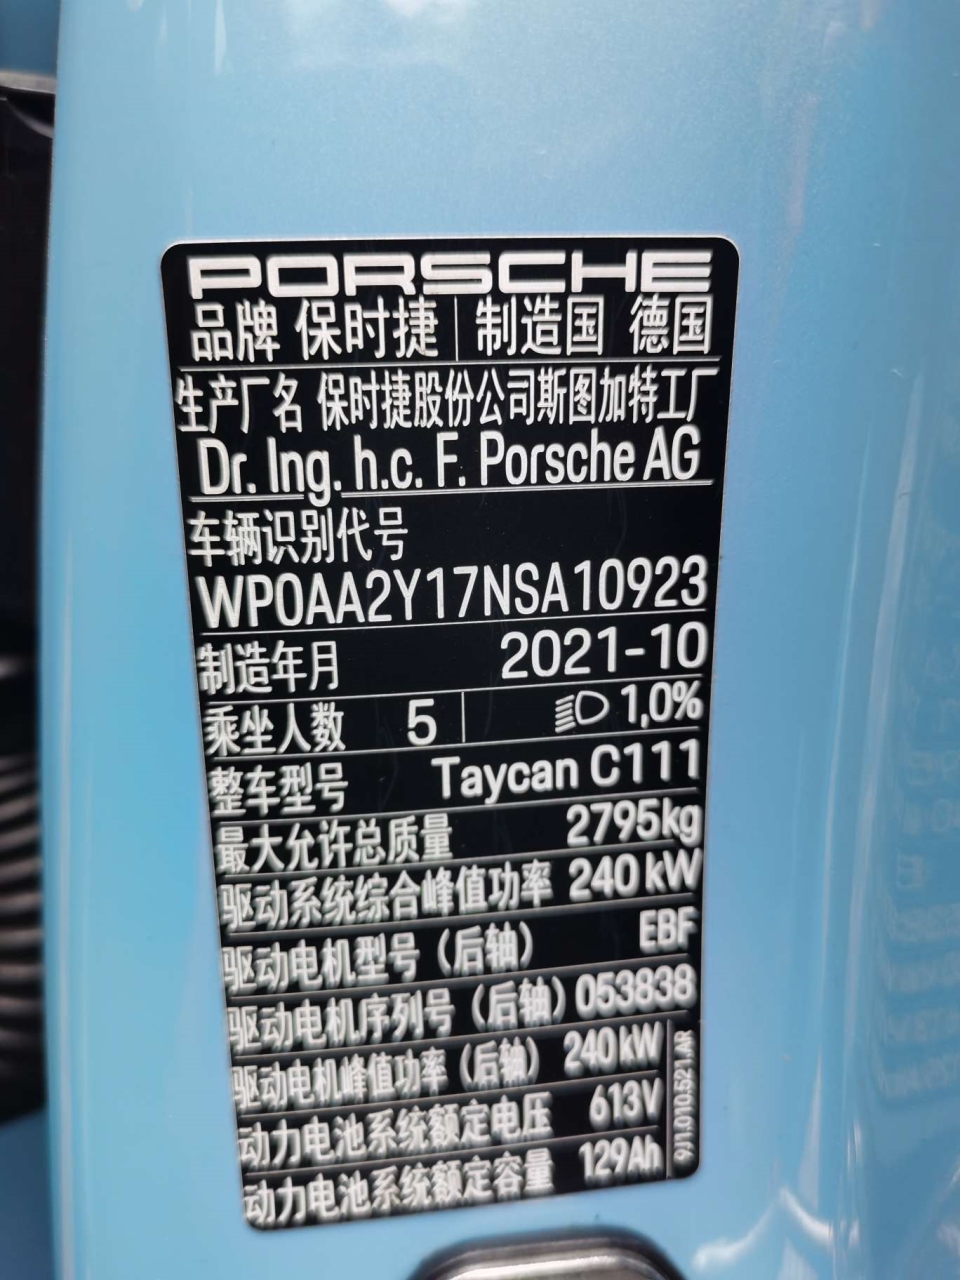 PORSCHE
品牌 保时捷 制造国 德国
生产厂名 保时捷股份公司斯图加特工厂
Dr. Ing. h.c. F. Porsche AG
车辆识别代号
WP0AA2Y17NSA10923
制造年月 2021-10
乘坐人数 5 1,0%
整车型号 Taycan C111
最大允许总质量 2795kg
驱动系统综合峰值功率 240 kW
驱动电机型号（后轴） EBF
驱动电机序列号（后轴） 053838
驱动电机峰值功率（后轴） 240kW
动力电池系统额定电压 613V
动力电池系统额定容量 129Ah
9J1.010.521.AR